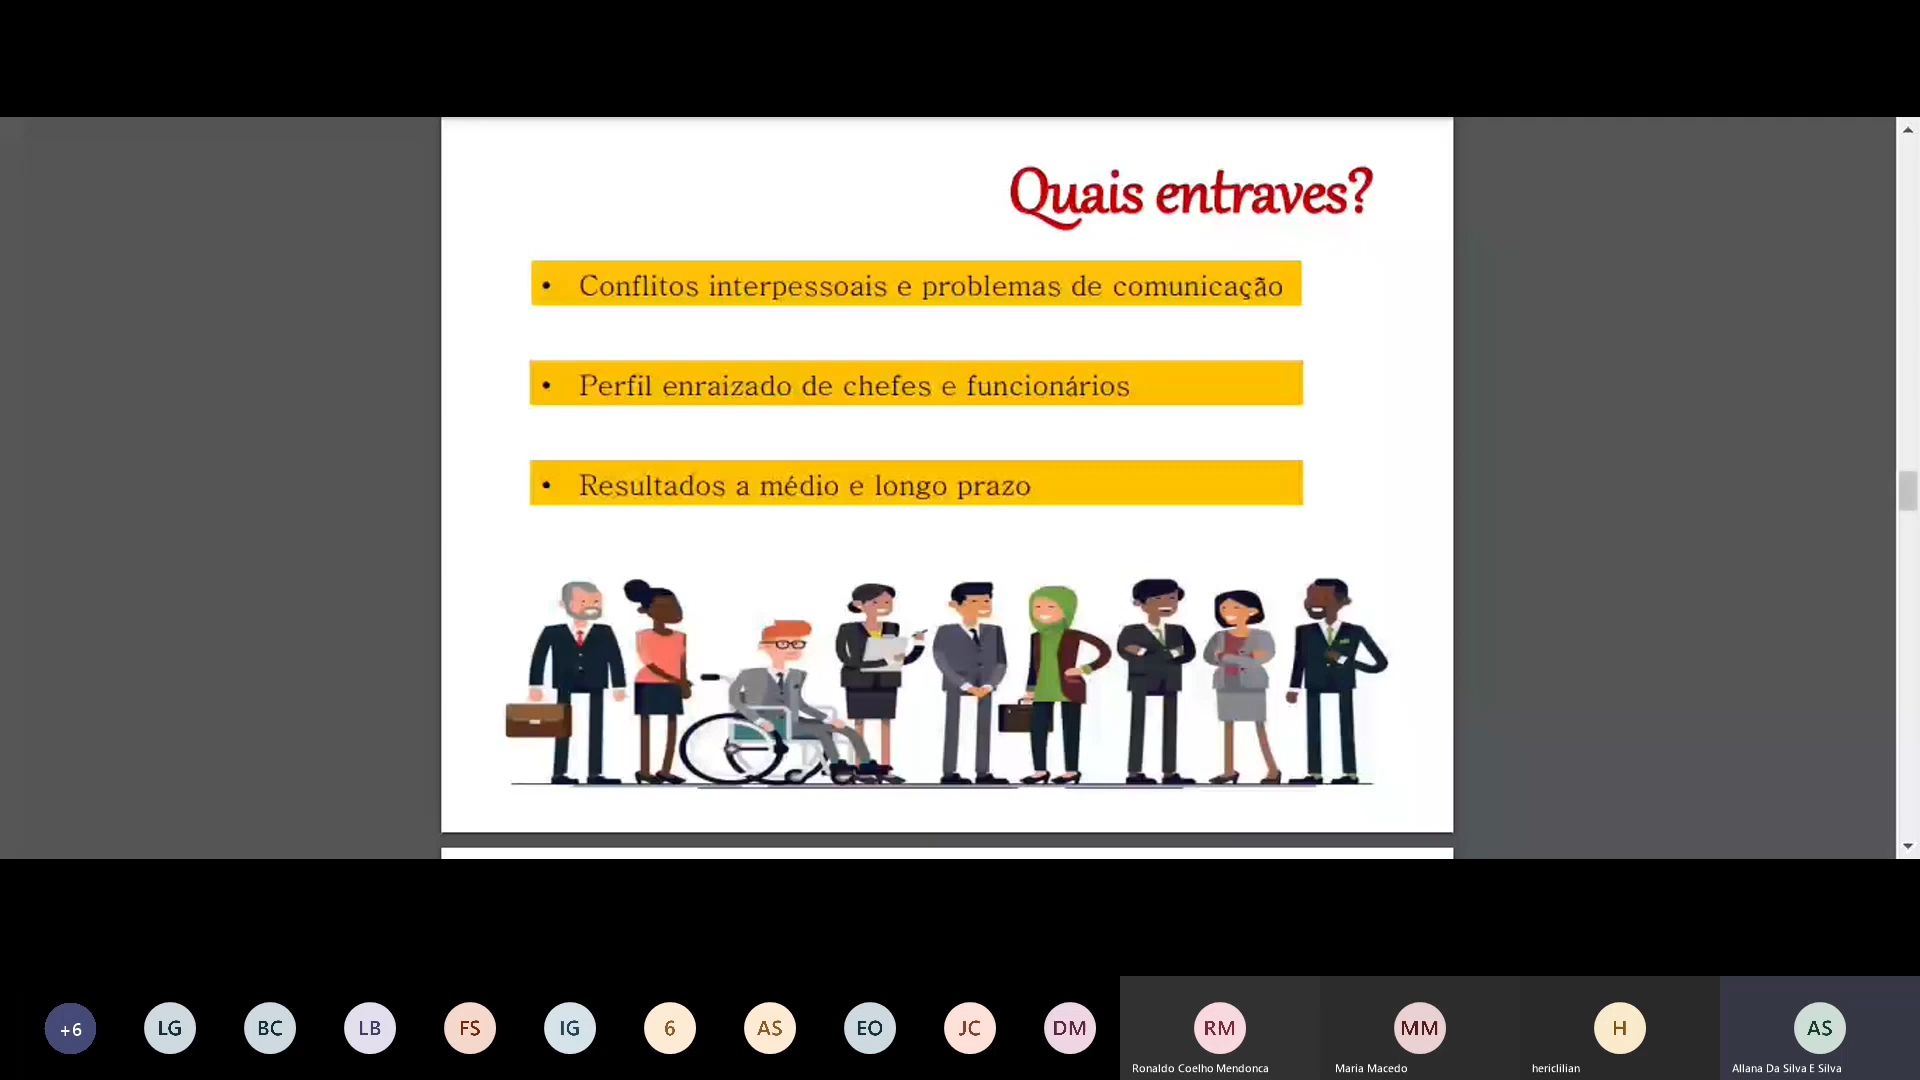 Quais entraves?
• Conflitos interpessoais e problemas de comunicação
• Perfil enraizado de chefes e funcionários
• Resultados a médio e longo prazo
+6
LG
BC
LB
FS
IG
6
AS
EO
JC
DM
RM
MM
H
AS
Ronaldo Coelho Mendonca
Maria Macedo
hericlilian
Allana Da Silva E Silva